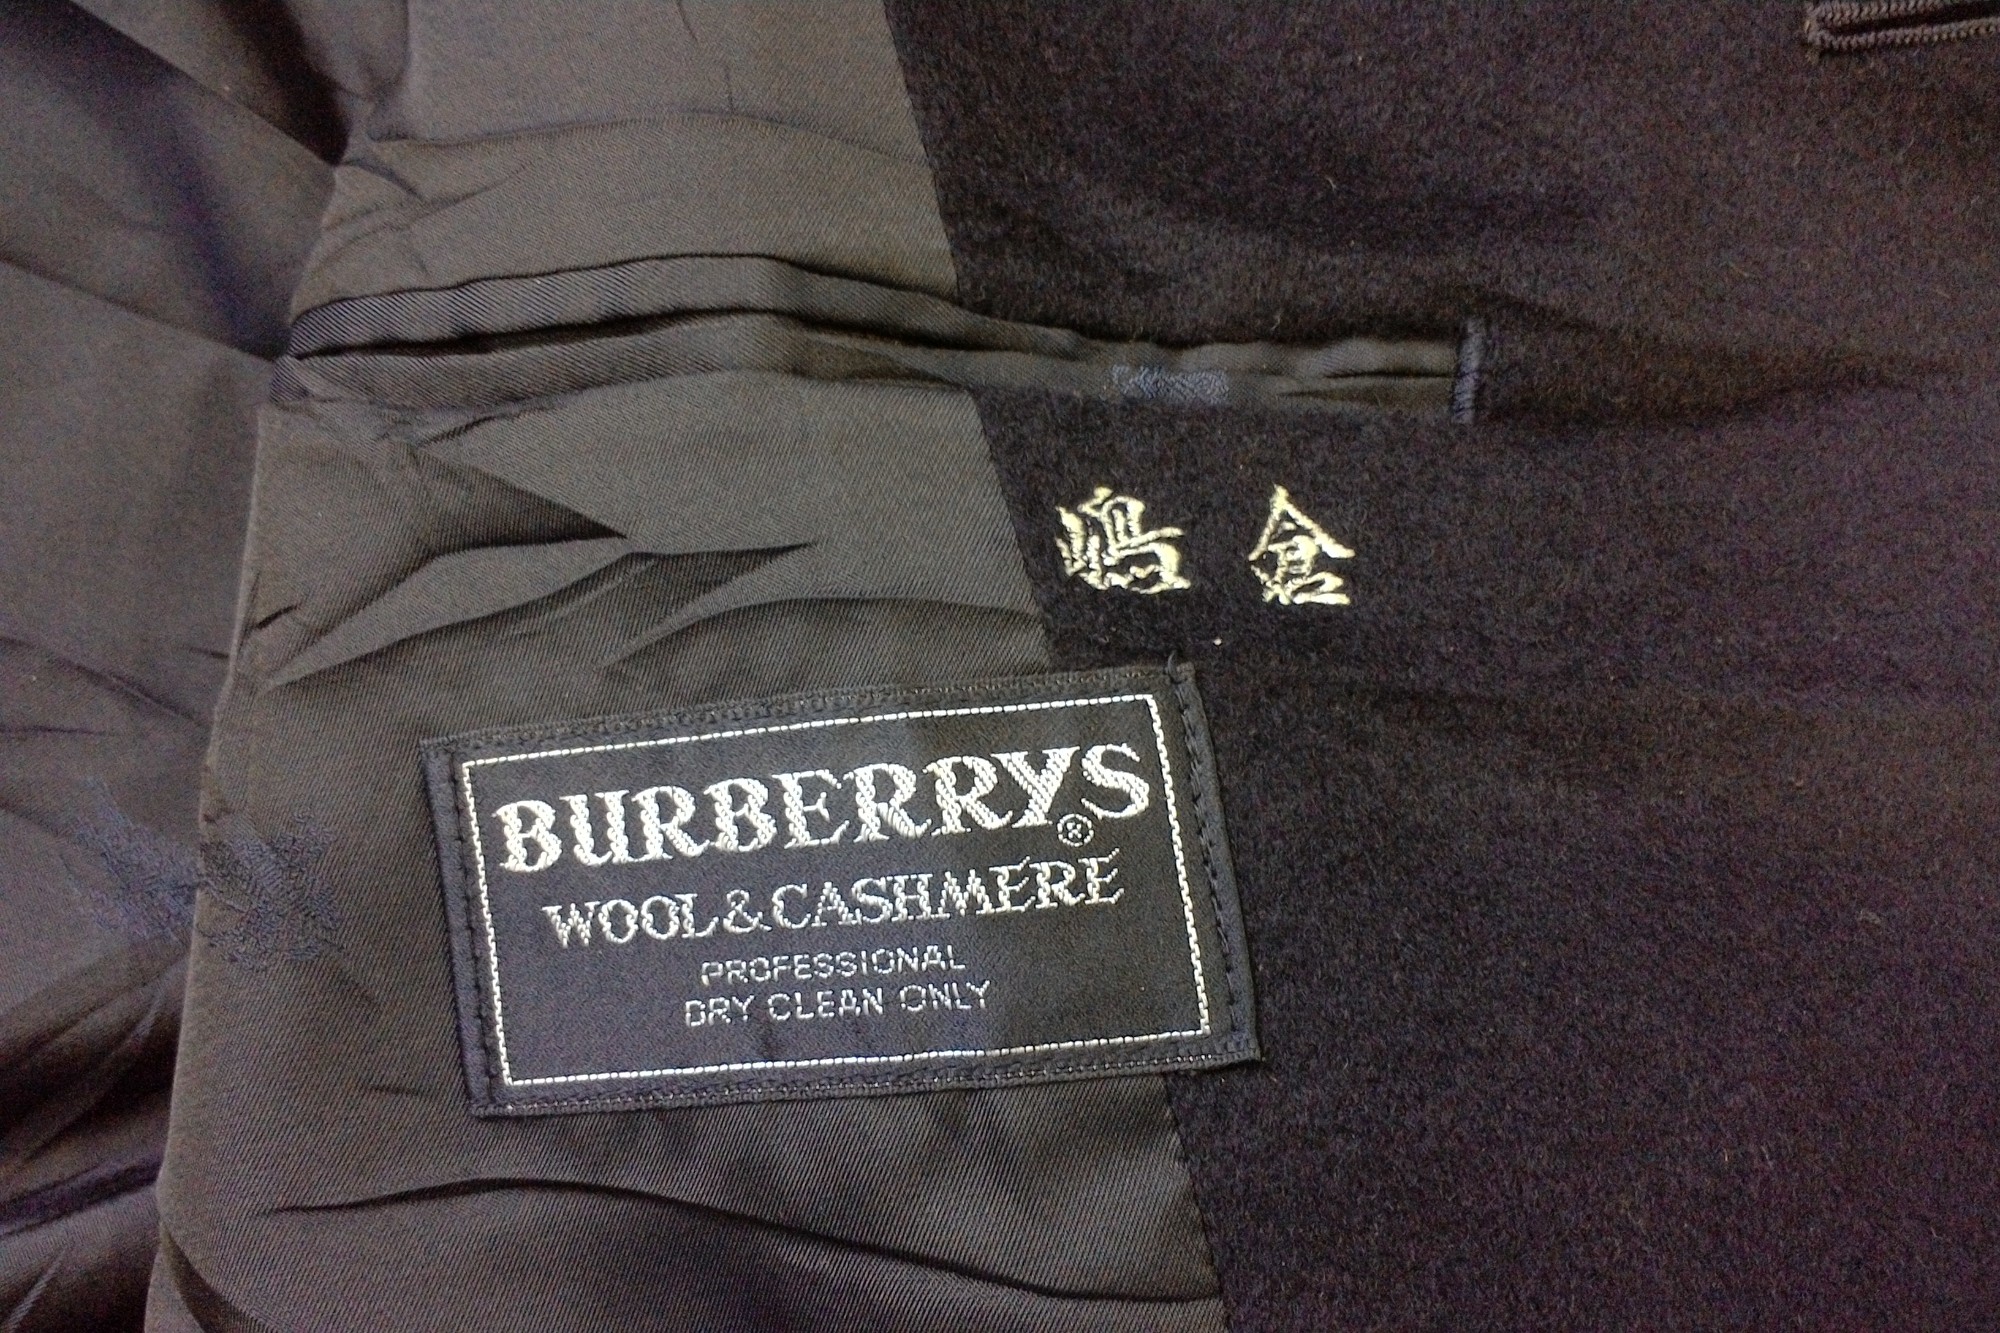 嶋倉
BURBERRYS®
WOOL&CASHMERE
PROFESSIONAL
DRY CLEAN ONLY